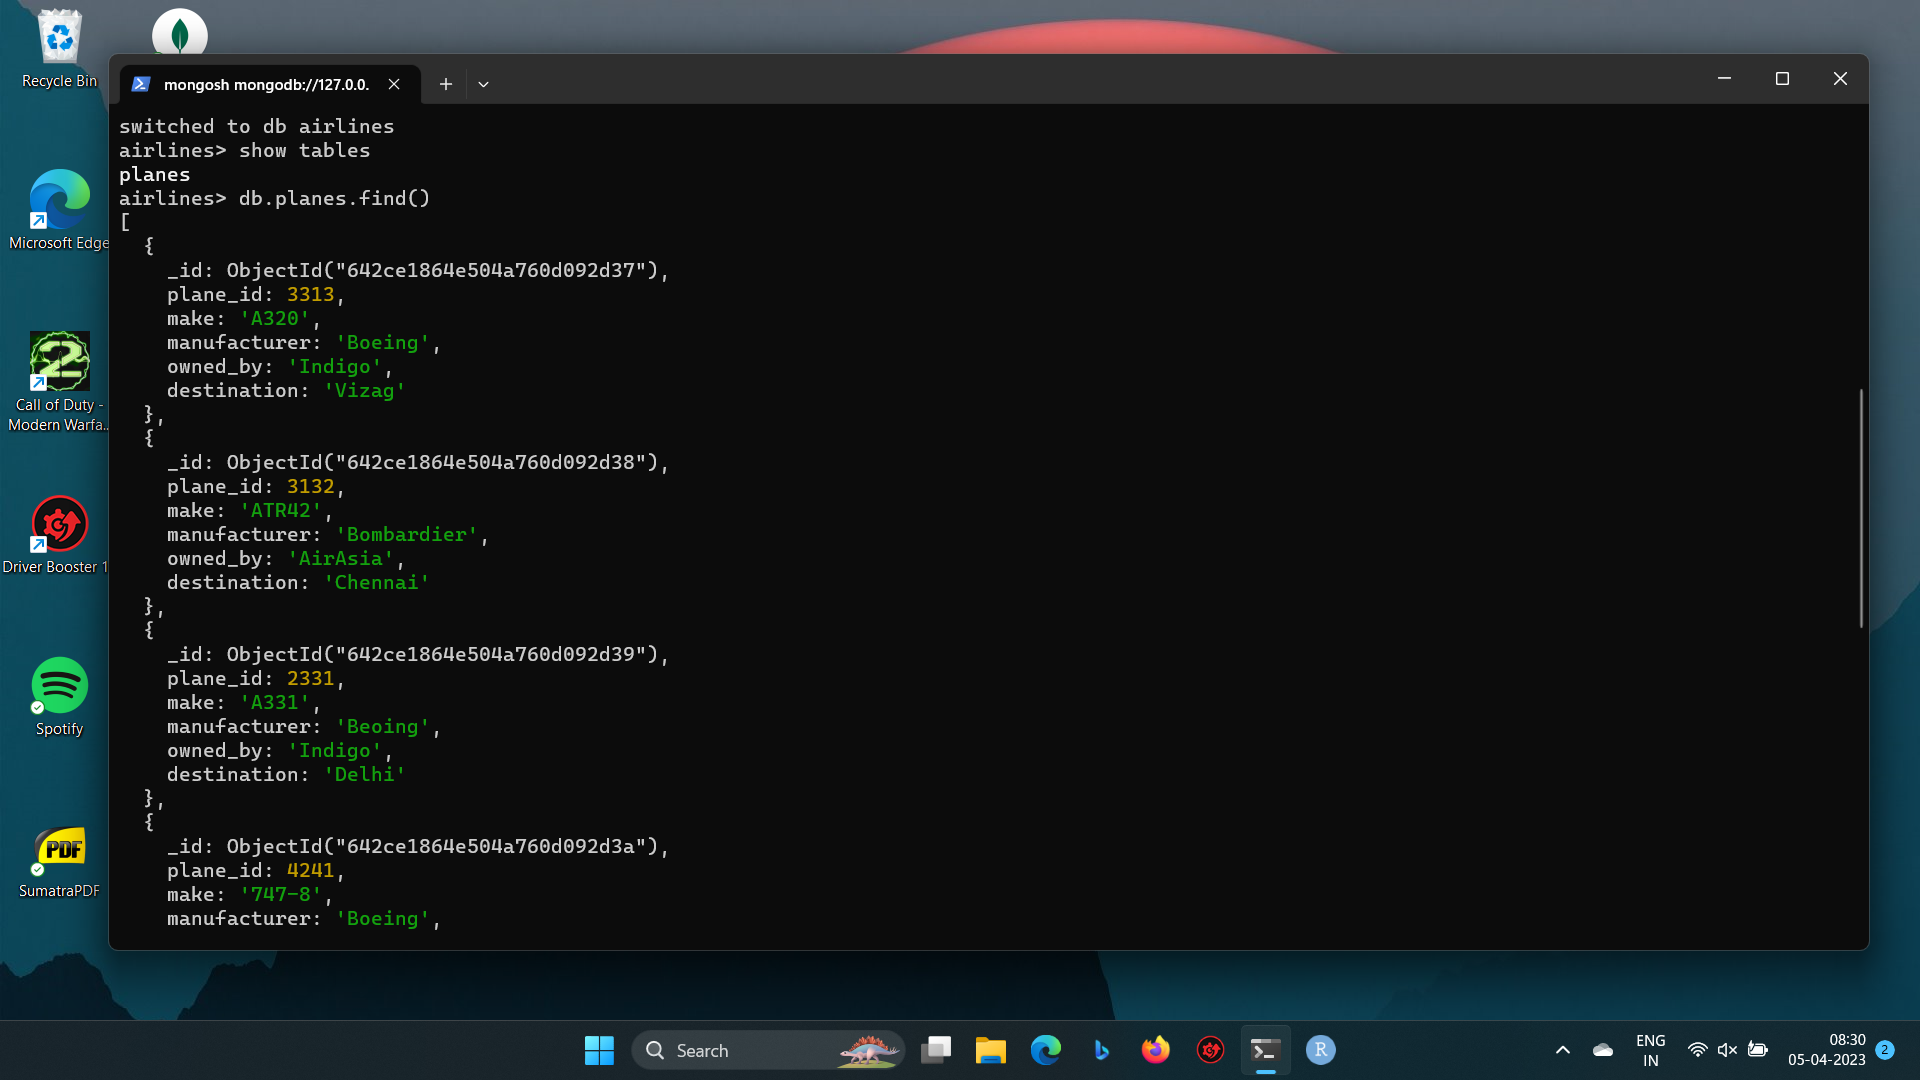 Recycle Bin
mongosh mongodb://127.0.0.
switched to db airlines
airlines> show tables
planes
airlines> db.planes.find()
[
{
_id: ObjectId("642ce1864e504a760d092d37"),
plane_id: 3313,
make: 'A320',
manufacturer: 'Boeing',
owned_by: 'Indigo',
destination: 'Vizag'
},
{
_id: ObjectId("642ce1864e504a760d092d38"),
plane_id: 3132,
make: 'ATR42',
manufacturer: 'Bombardier',
owned_by: 'AirAsia',
destination: 'Chennai'
},
{
_id: ObjectId("642ce1864e504a760d092d39"),
plane_id: 2331,
make: 'A331',
manufacturer: 'Beoing',
owned_by: 'Indigo',
destination: 'Delhi'
},
{
_id: ObjectId("642ce1864e504a760d092d3a"),
plane_id: 4241,
make: '747-8',
manufacturer: 'Boeing',
Microsoft Edge
2
Call of Duty -
Modern Warfa..
Driver Booster 1
Spotify
PDF
SumatraPDF
Search
R
ENG
IN
08:30
05-04-2023
2